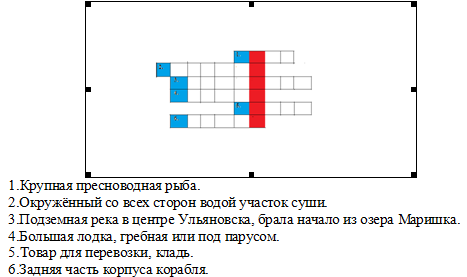 1.Крупная пресноводная рыба.
2.Окружённый со всех сторон водой участок суши.
3.Подземная река в центре Ульяновска, брала начало из озера Маришка.
4.Большая лодка, гребная или под парусом.
5.Товар для перевозки, кладь.
6.Задняя часть корпуса корабля.